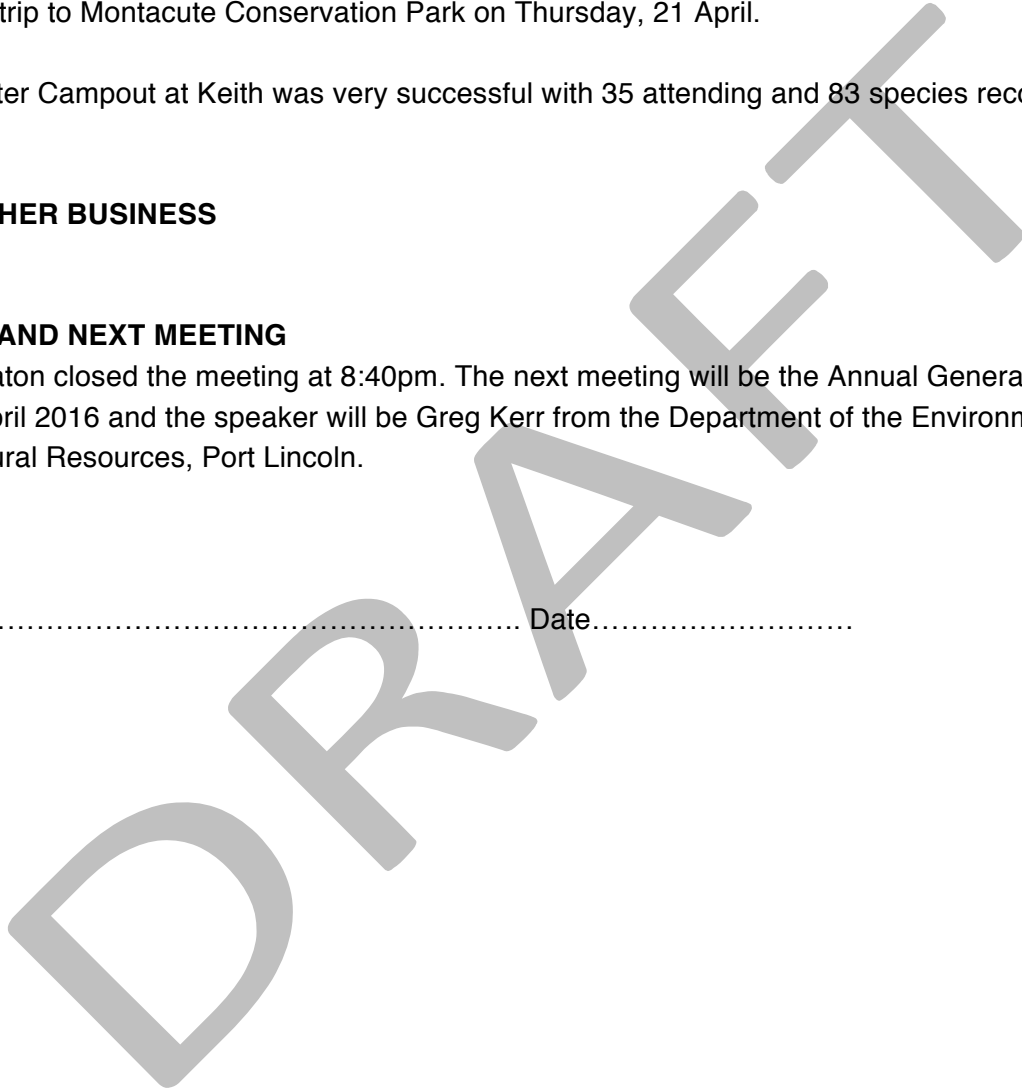 trip to Montacute Conservation Park on Thursday, 21 April.
ter Campout at Keith was very successful with 35 attending and 83 species reco
HER BUSINESS
AND NEXT MEETING
aton closed the meeting at 8:40pm. The next meeting will be the Annual Genera
pril 2016 and the speaker will be Greg Kerr from the Department of the Environm
ural Resources, Port Lincoln.
……………………………………………….. Date………………………
DRAFT